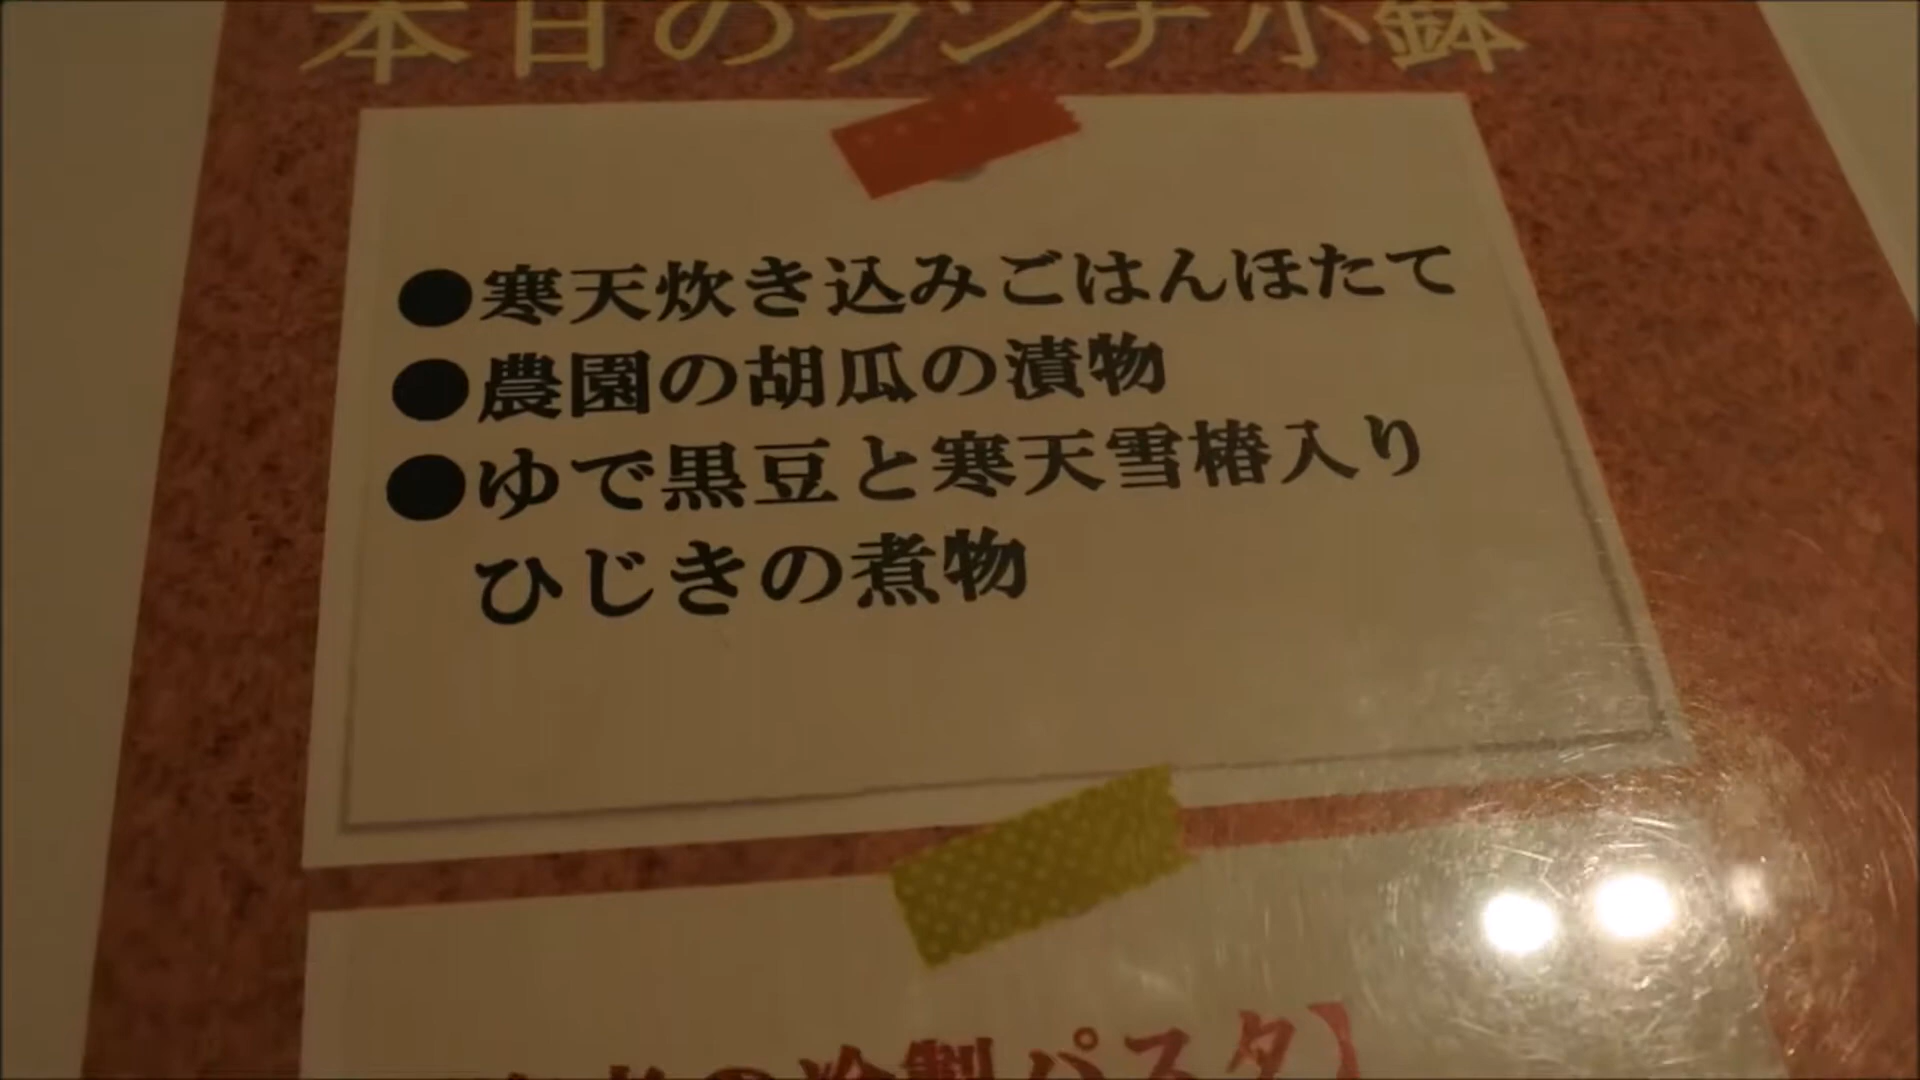 本日のランチ小鉢
●寒天炊き込みごはんほたて
●農園の胡瓜の漬物
●ゆで黒豆と寒天雪椿入り
ひじきの煮物
の冷製パスタ】